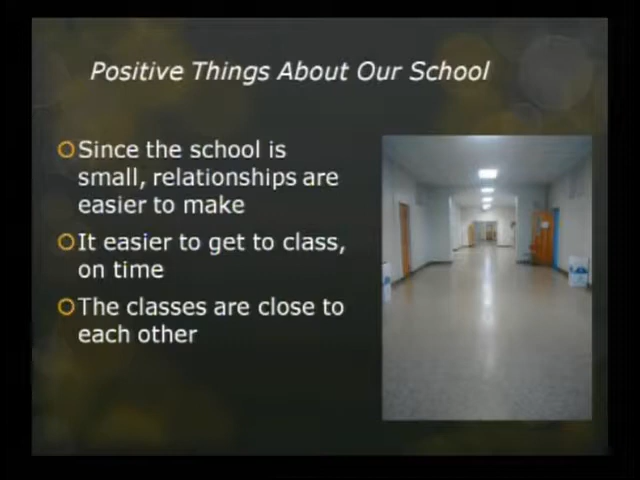 Positive Things About Our School
Since the school is
small, relationships are
easier to make
It easier to get to class,
on time
The classes are close to
each other